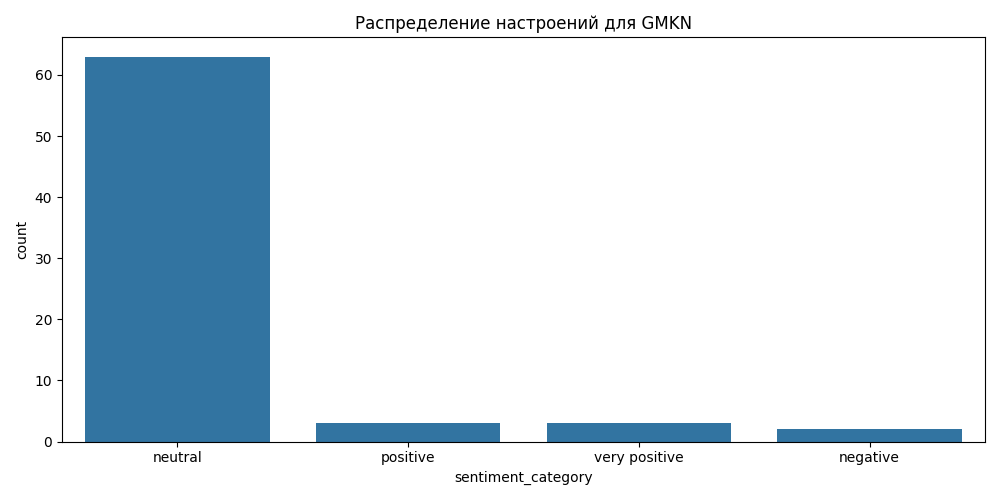 Распределение настроений для GMKN
count
60
50
40
30
20
10
0
neutral
positive
very positive
negative
sentiment_category